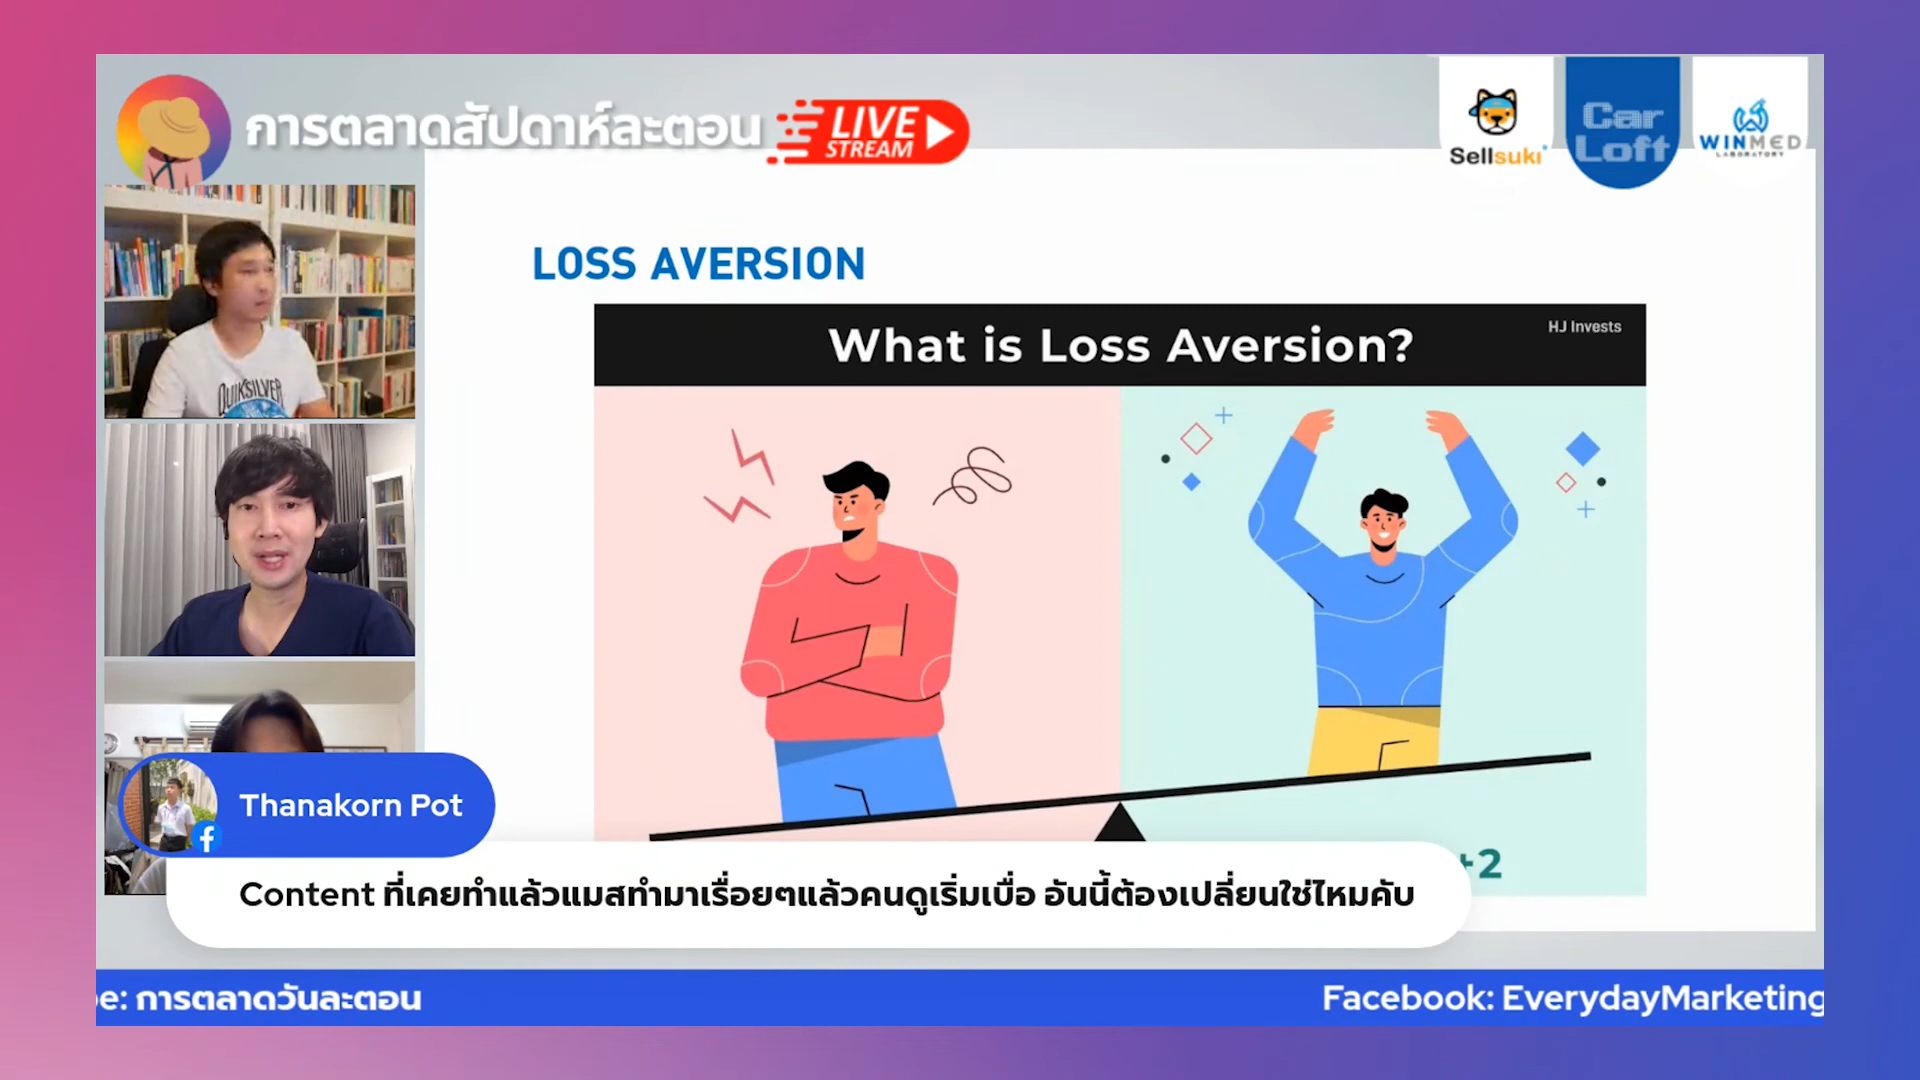 การตลาดสัปดาห์ละตอน
LIVE
STREAM
Sellsuki
Car
Loft
WINMED
LABORATORY
LOSS AVERSION
What is Loss Aversion?
HJ Invests
QUIKSILVER
+2
Thanakorn Pot
Content ที่เคยทำแล้วแมสทำมาเรื่อยๆแล้วคนดูเริ่มเบื่อ อันนี้ต้องเปลี่ยนใช่ไหมคับ
be: การตลาดวันละตอน
Facebook: EverydayMarketing